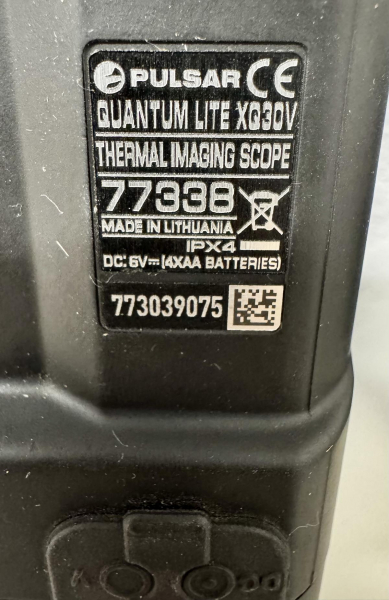 PULSAR CE
QUANTUM LITE XQ30V
THERMAL IMAGING SCOPE
77338
MADE IN LITHUANIA
IPX4
DC: 6V⎓(4XAA BATTERIES)
773039075